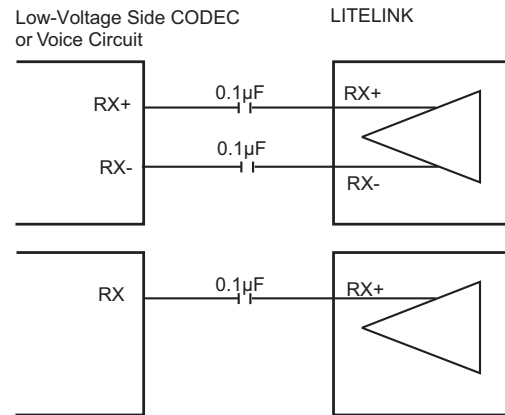 Low-Voltage Side CODEC
or Voice Circuit
LITELINK
0.1µF
RX+
RX+
0.1µF
RX-
RX-
0.1µF
RX
RX+